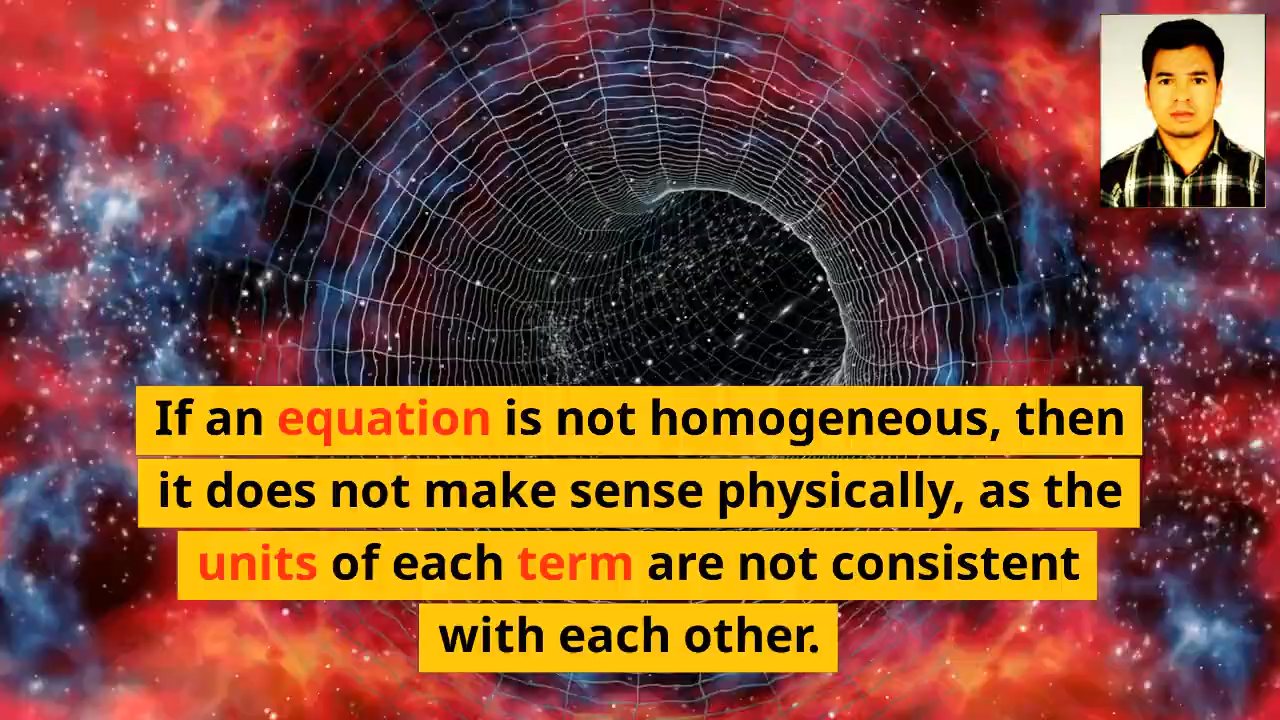 If an equation is not homogeneous, then
it does not make sense physically, as the
units of each term are not consistent
with each other.